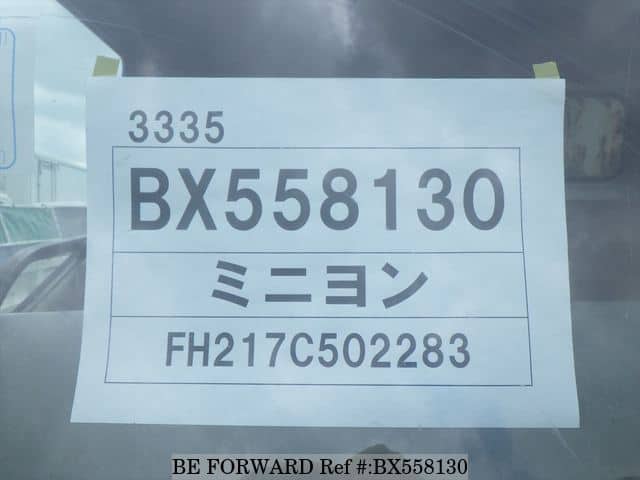 3335
BX558130
ミニヨン
FH217C502283
BE FORWARD Ref #:BX558130